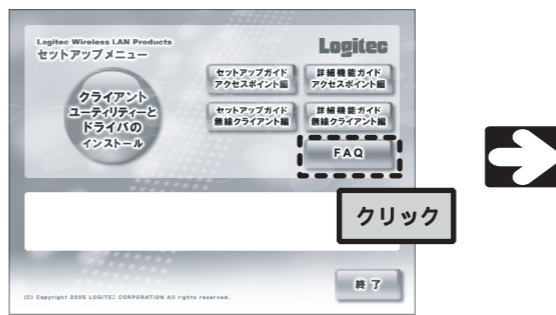 Logitec Wireless LAN Products
セットアップメニュー
Logitec
クライアント
ユーティリティーと
ドライバの
インストール
セットアップガイド
アクセスポイント編
詳細機能ガイド
アクセスポイント編
セットアップガイド
無線クライアント編
詳細機能ガイド
無線クライアント編
FAQ
クリック
終了
(C) Copyright 2005 LOGITEC CORPORATION All rights reserved.